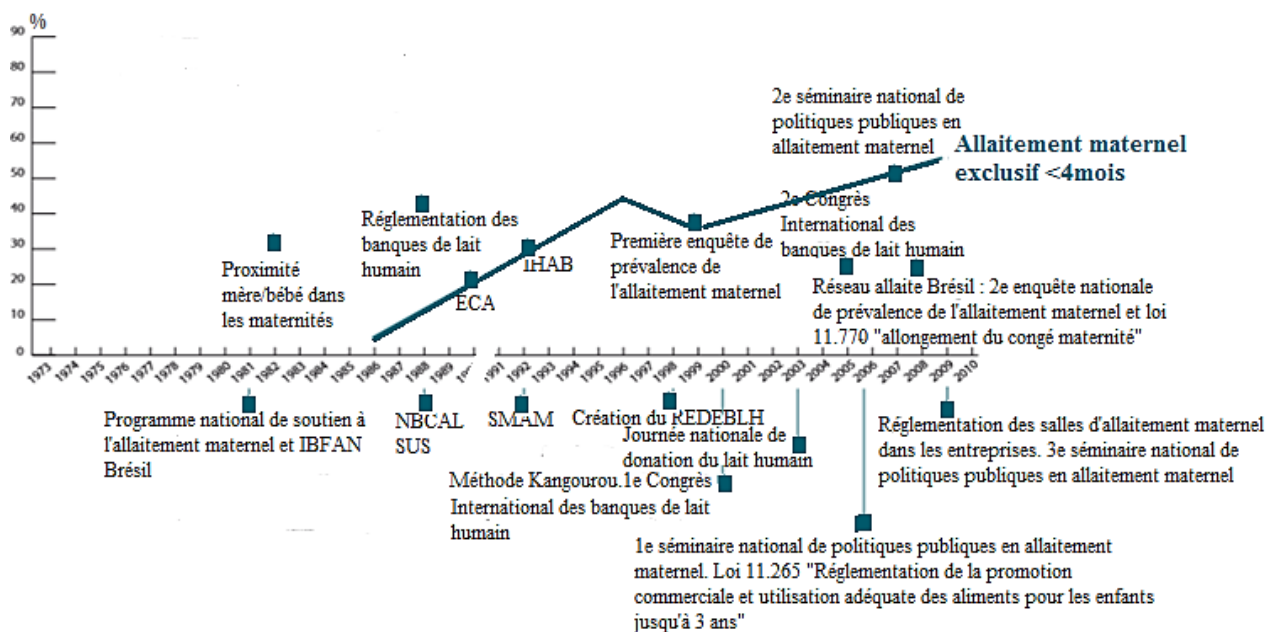 %
90
80
70
60
50
40
30
20
10
0
2e séminaire national de
politiques publiques en
allaitement maternel
Allaitement maternel
exclusif <4mois
Réglementation des
banques de lait
humain
2e Congrès
International des
banques de lait humain
Proximité
mère/bébé dans
les maternités
ECA
IHAB
Première enquête de
prévalence de
l'allaitement maternel
Réseau allaite Brésil : 2e enquête nationale
de prévalence de l'allaitement maternel et loi
11.770 "allongement du congé maternité"
1973 1974 1975 1976 1977 1978 1979 1980 1981 1982 1983 1984 1985 1986 1987 1988 1989 1991 1992 1993 1994 1995 1996 1997 1998 1999 2000 2001 2002 2003 2004 2005 2006 2007 2008 2009 2010
Programme national de soutien à
l'allaitement maternel et IBFAN
Brésil
NBCAL
SUS
SMAM
Création du REDEBLH
Journée nationale de
donation du lait humain
Méthode Kangourou.1e Congrès
International des banques de lait
humain
Réglementation des salles d'allaitement maternel
dans les entreprises. 3e séminaire national de
politiques publiques en allaitement maternel
1e séminaire national de politiques publiques en allaitement
maternel. Loi 11.265 "Réglementation de la promotion
commerciale et utilisation adéquate des aliments pour les enfants
jusqu'à 3 ans"